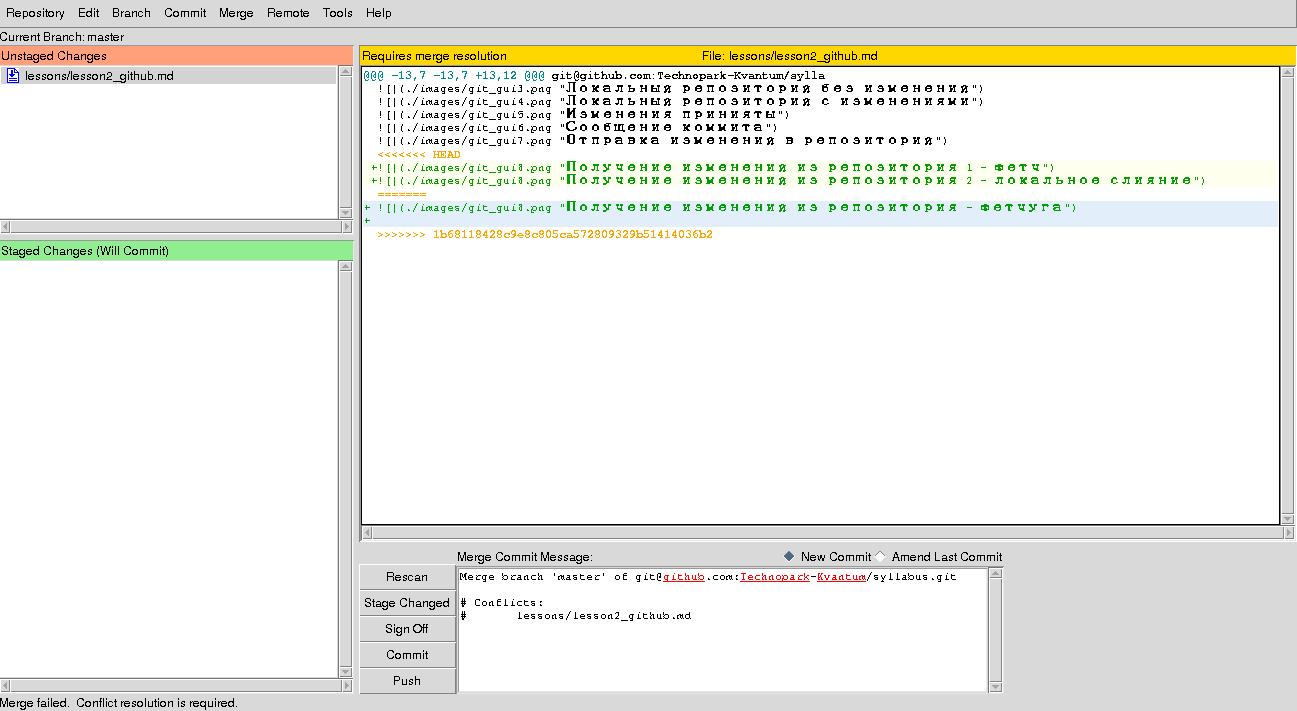 Repository Edit Branch Commit Merge Remote Tools Help
Current Branch: master
Unstaged Changes
lessons/lesson2_github.md
Staged Changes (Will Commit)
Requires merge resolution File: lessons/lesson2_github.md
@@@ -13,7 -13,7 +13,12 @@@ git@github.com:Technopark-Kvantum/sylla
![](./images/git_gui3.png "Локальный репозиторий без изменений")
![](./images/git_gui4.png "Локальный репозиторий с изменениями")
![](./images/git_gui5.png "Изменения приняты")
![](./images/git_gui6.png "Сообщение коммита")
![](./images/git_gui7.png "Отправка изменений в репозиторий")
<<<<<<< HEAD
+![](./images/git_gui8.png "Получение изменений из репозитория 1 - фетч")
+![](./images/git_gui8.png "Получение изменений из репозитория 2 - локальное слияние")
=======
+ ![](./images/git_gui8.png "Получение изменений из репозитория - фетчуга")
+
>>>>>>> 1b68118428c9e8c805ca572809329b51414036b2
Merge Commit Message: New Commit Amend Last Commit
Rescan
Stage Changed
Sign Off
Commit
Push
Merge branch 'master' of git@github.com:Technopark-Kvantum/syllabus.git
# Conflicts:
# lessons/lesson2_github.md
Merge failed. Conflict resolution is required.